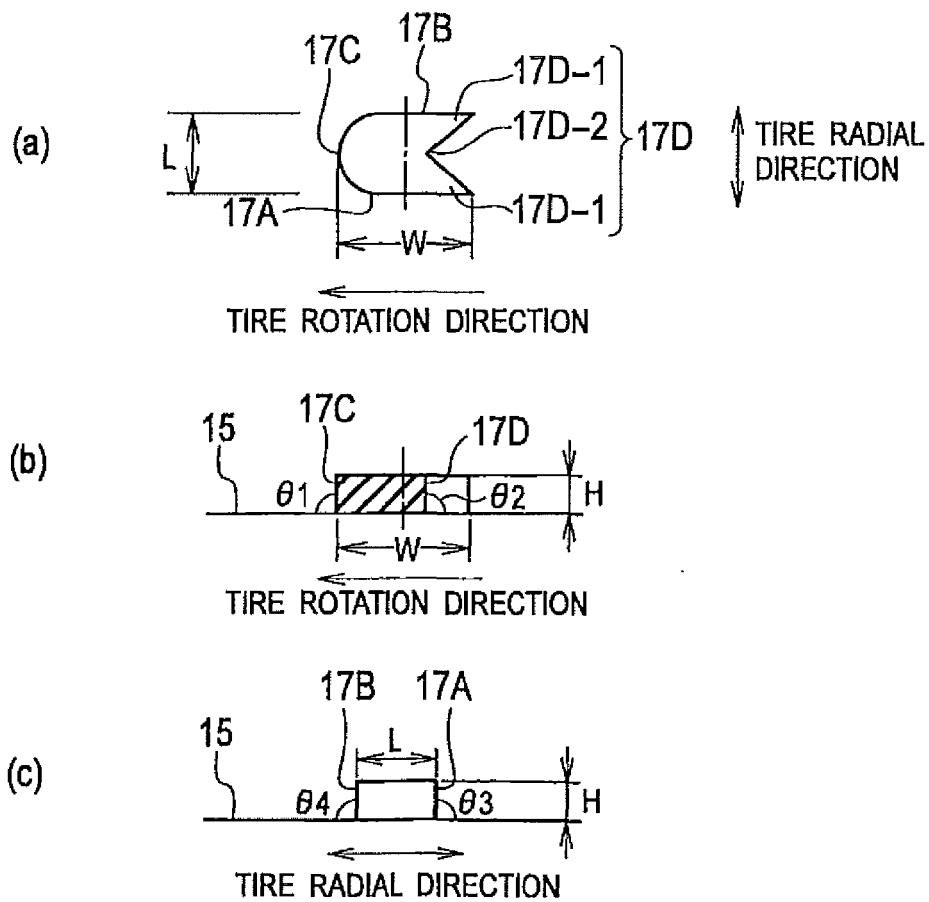 (a)
17C
17B
17D-1
17D-2
17D
17D-1
L
17A
W
TIRE RADIAL
DIRECTION
TIRE ROTATION DIRECTION
(b)
15
17C
17D
θ1
θ2
H
W
TIRE ROTATION DIRECTION
(c)
15
17B
17A
L
θ4
θ3
H
TIRE RADIAL DIRECTION